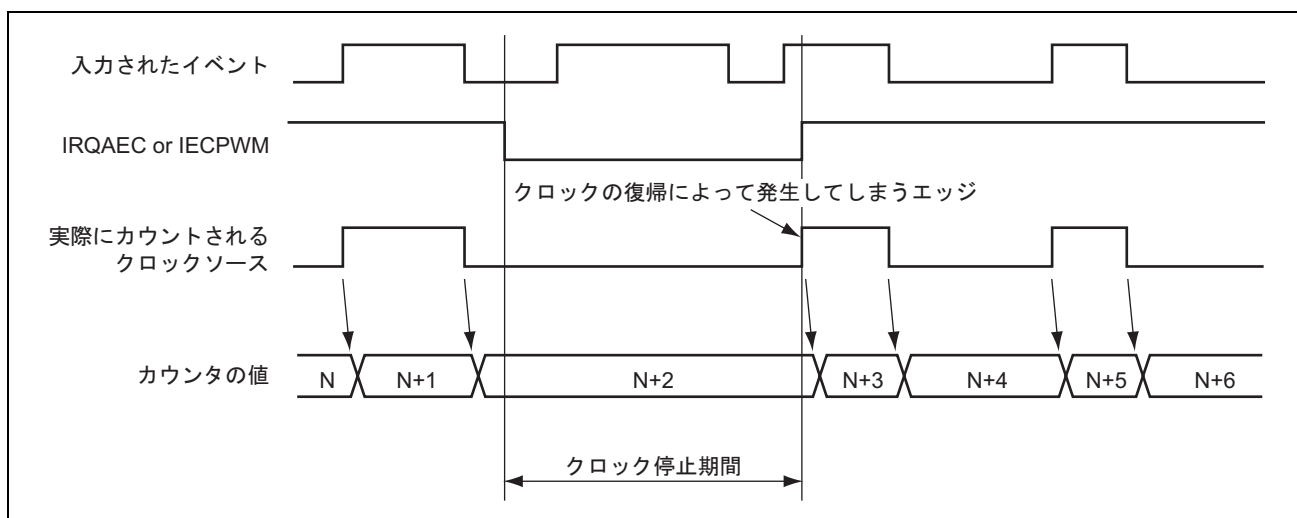 入力されたイベント
IRQAEC or IECPWM
クロックの復帰によって発生してしまうエッジ
実際にカウントされる
クロックソース
カウンタの値
N
N+1
N+2
N+3
N+4
N+5
N+6
クロック停止期間